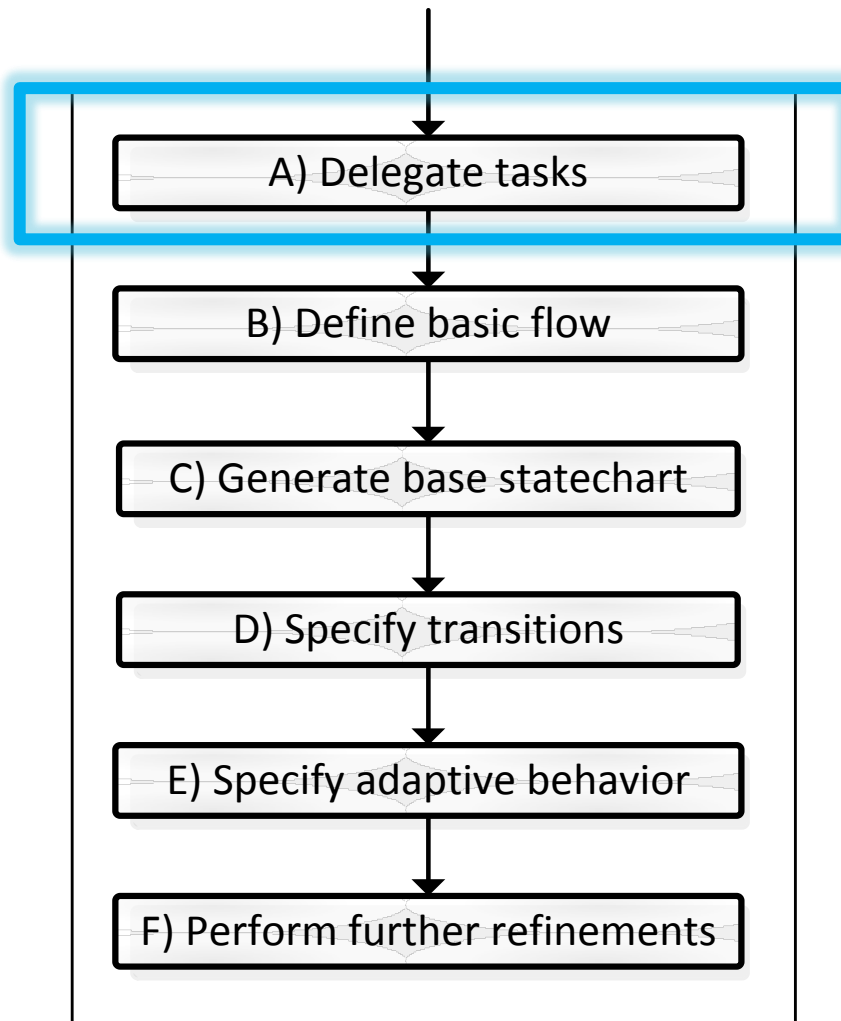 A) Delegate tasks
B) Define basic flow
C) Generate base statechart
D) Specify transitions
E) Specify adaptive behavior
F) Perform further refinements